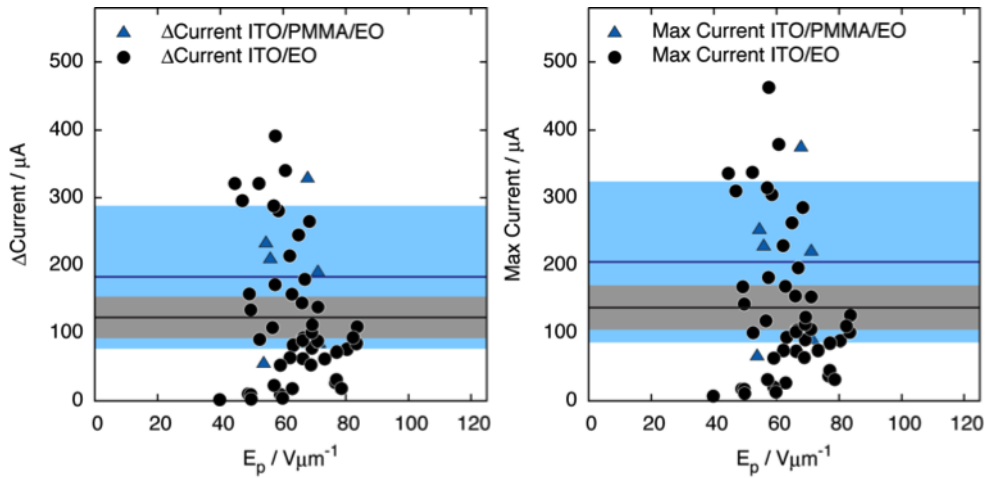 500
400
300
200
100
0
ΔCurrent / μA
ΔCurrent ITO/PMMA/EO
ΔCurrent ITO/EO
0 20 40 60 80 100 120
E_p / Vμm⁻¹
500
400
300
200
100
0
Max Current / μA
Max Current ITO/PMMA/EO
Max Current ITO/EO
0 20 40 60 80 100 120
E_p / Vμm⁻¹